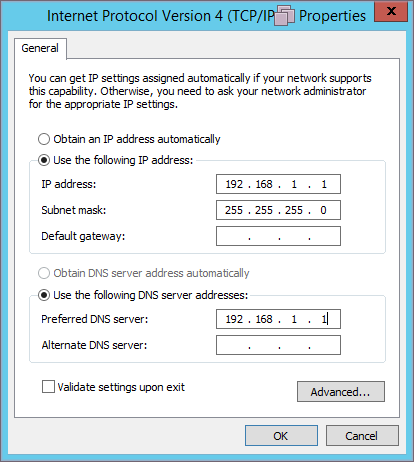 Internet Protocol Version 4 (TCP/IP Properties
General
You can get IP settings assigned automatically if your network supports
this capability. Otherwise, you need to ask your network administrator
for the appropriate IP settings.
Obtain an IP address automatically
Use the following IP address:
IP address: 192 . 168 . 1 . 1
Subnet mask: 255 . 255 . 255 . 0
Default gateway: . . .
Obtain DNS server address automatically
Use the following DNS server addresses:
Preferred DNS server: 192 . 168 . 1 . 1
Alternate DNS server: . . .
Validate settings upon exit
Advanced...
OK Cancel